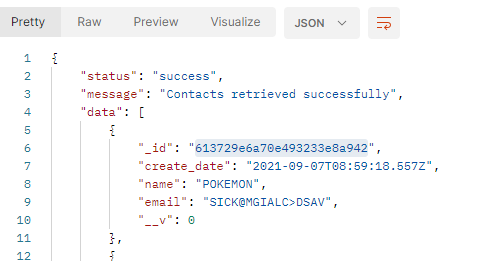 Pretty Raw Preview Visualize JSON
1 {
2 "status": "success",
3 "message": "Contacts retrieved successfully",
4 "data": [
5 {
6 "_id": "613729e6a70e493233e8a942",
7 "create_date": "2021-09-07T08:59:18.557Z",
8 "name": "POKEMON",
9 "email": "SICK@MGIALC>DSAV",
10 "__v": 0
11 },
12 {